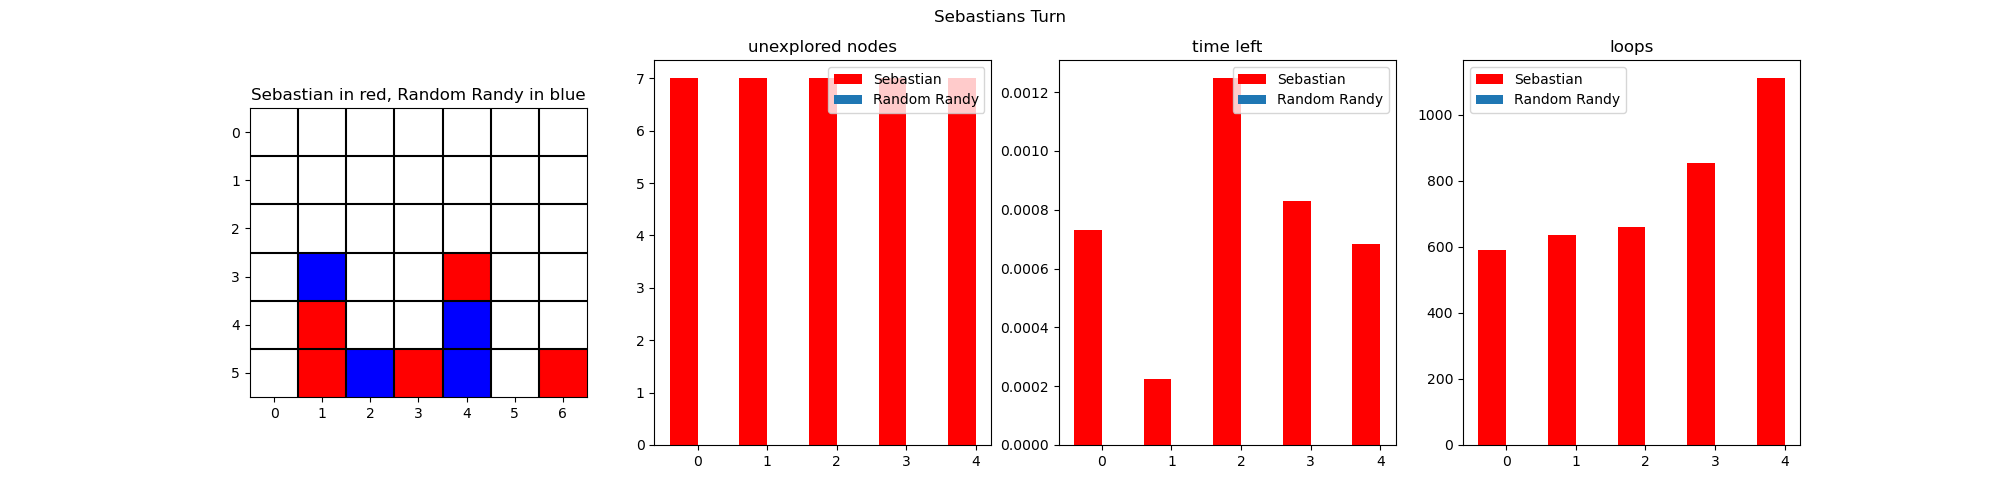 Sebastians Turn
Sebastian in red, Random Randy in blue
0
1
2
3
4
5
0 1 2 3 4 5 6
unexplored nodes
Sebastian
Random Randy
7
6
5
4
3
2
1
0
0 1 2 3 4
time left
Sebastian
Random Randy
0.0012
0.0010
0.0008
0.0006
0.0004
0.0002
0.0000
0 1 2 3 4
loops
Sebastian
Random Randy
1000
800
600
400
200
0
0 1 2 3 4